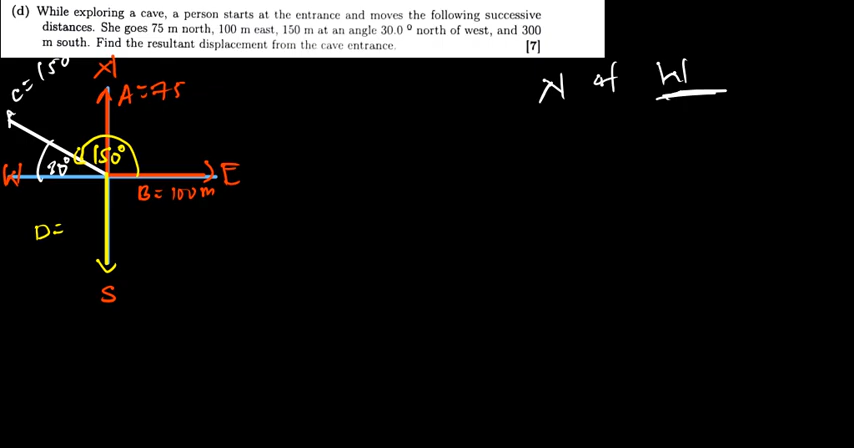 (d) While exploring a cave, a person starts at the entrance and moves the following successive
distances. She goes 75 m north, 100 m east, 150 m at an angle 30.0 ° north of west, and 300
m south. Find the resultant displacement from the cave entrance. [7]
N of W
C=150
N
A=75
150°
30°
W
E
B=100m
D=
S